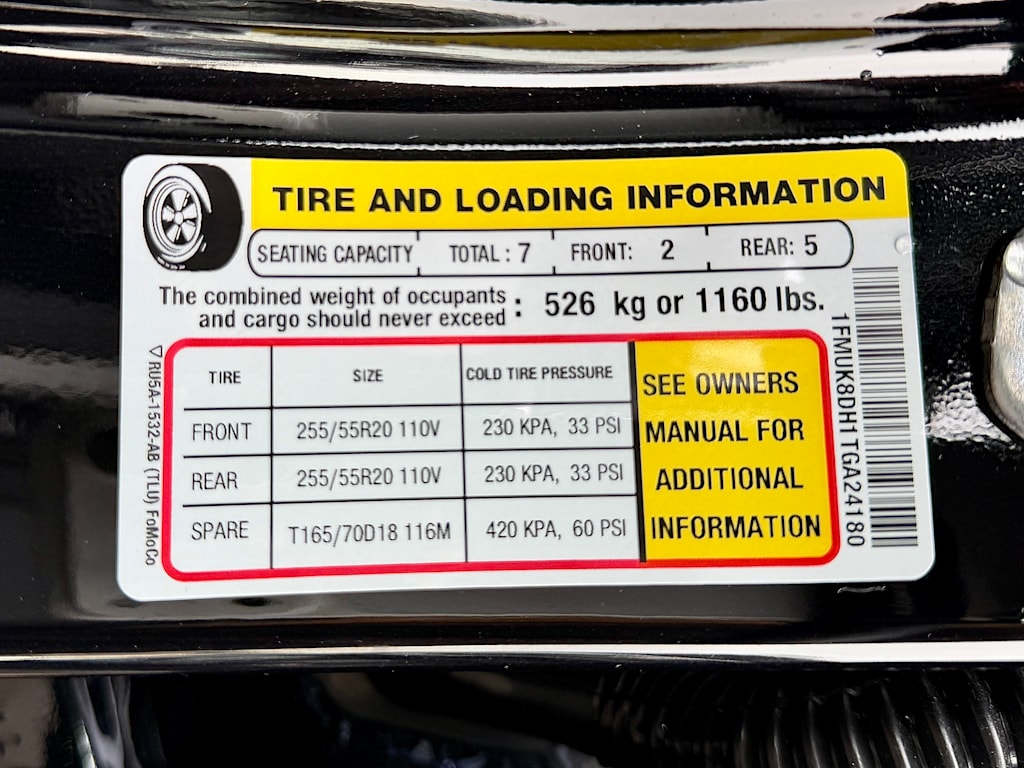 TIRE AND LOADING INFORMATION
SEATING CAPACITY TOTAL: 7 FRONT: 2 REAR: 5
The combined weight of occupants
and cargo should never exceed : 526 kg or 1160 lbs.
TIRE SIZE COLD TIRE PRESSURE
FRONT 255/55R20 110V 230 KPA, 33 PSI
REAR 255/55R20 110V 230 KPA, 33 PSI
SPARE T165/70D18 116M 420 KPA, 60 PSI
SEE OWNERS
MANUAL FOR
ADDITIONAL
INFORMATION
1FMUK8DH1TGA24180
▽ RU5A-1532-AB (TLU) FoMoCo